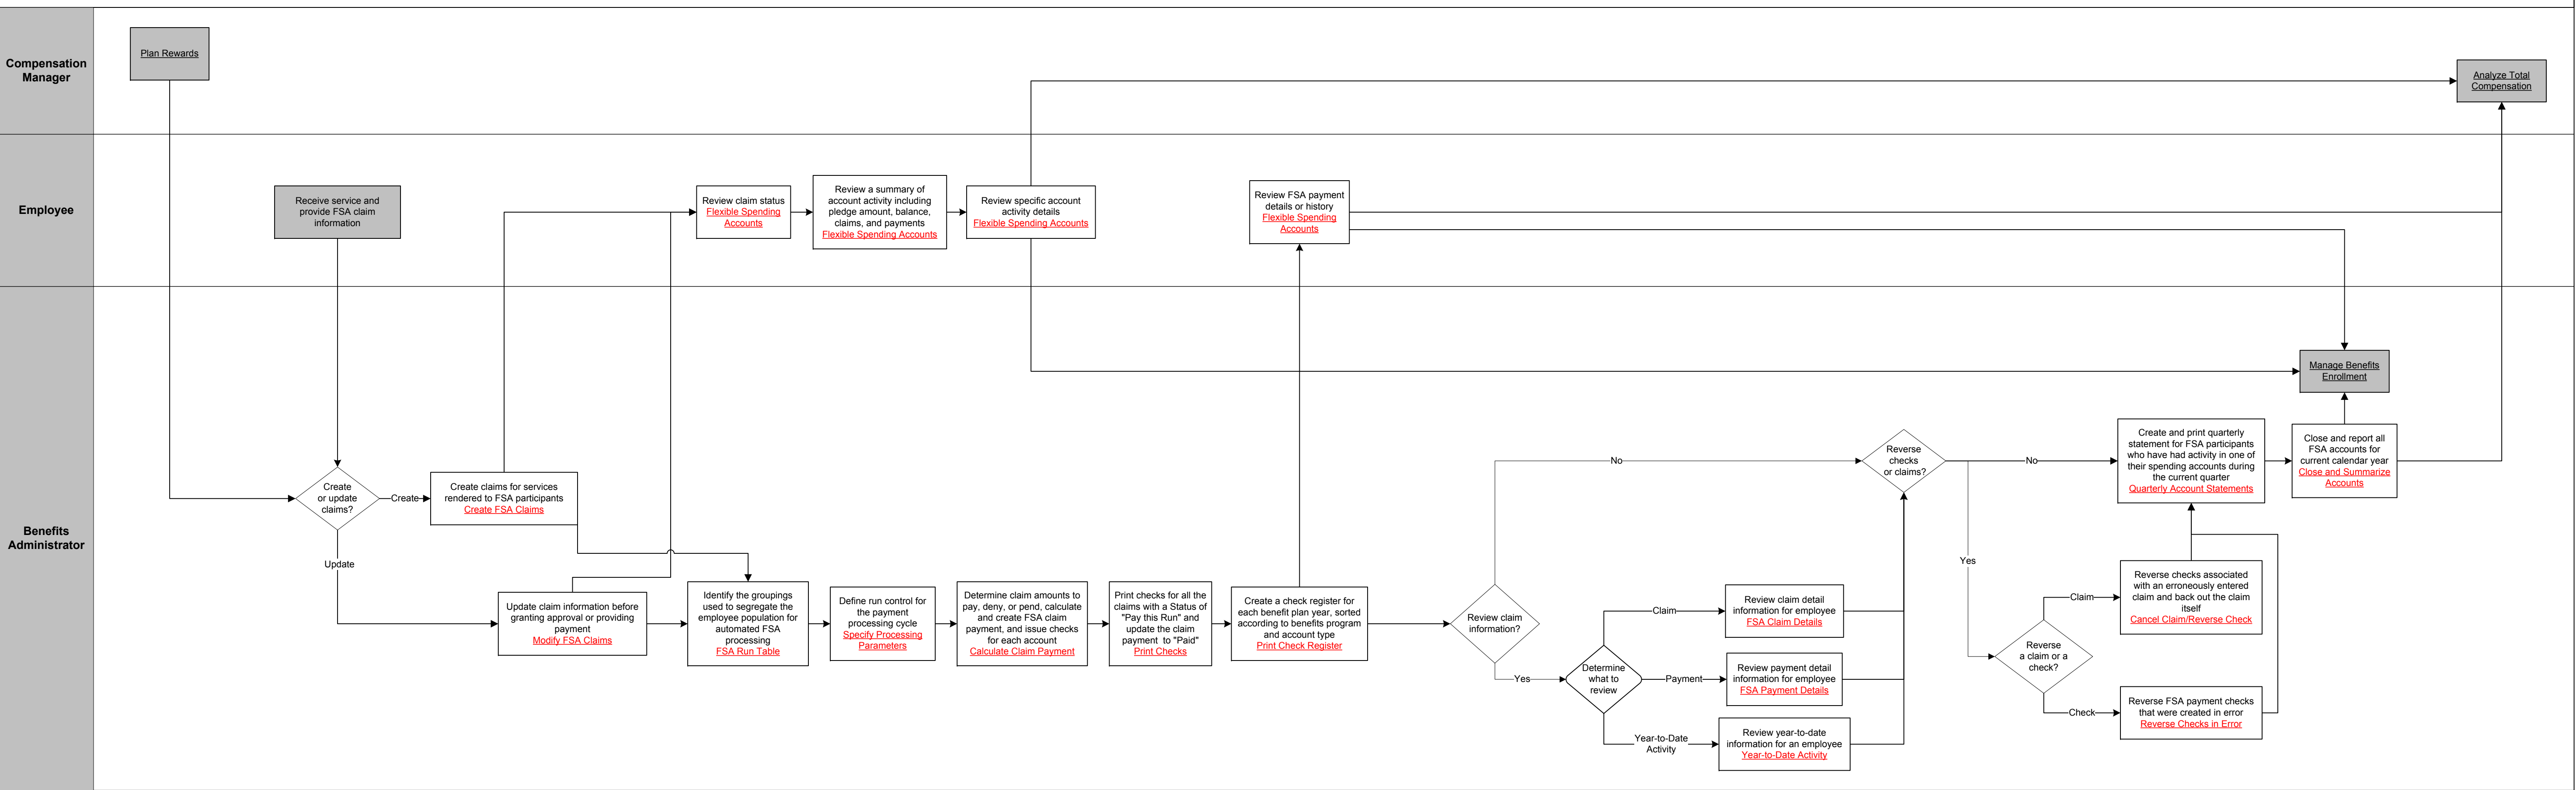 Compensation
Manager
Plan Rewards
Analyze Total
Compensation
Employee
Receive service and
provide FSA claim
information
Review claim status
Flexible Spending
Accounts
Review a summary of
account activity including
pledge amount, balance,
claims, and payments
Flexible Spending Accounts
Review specific account
activity details
Flexible Spending Accounts
Review FSA payment
details or history
Flexible Spending
Accounts
Benefits
Administrator
Manage Benefits
Enrollment
Create
or update
claims?
Create
Update
Create claims for services
rendered to FSA participants
Create FSA Claims
Update claim information before
granting approval or providing
payment
Modify FSA Claims
Identify the groupings
used to segregate the
employee population for
automated FSA
processing
FSA Run Table
Define run control for
the payment
processing cycle
Specify Processing
Parameters
Determine claim amounts to
pay, deny, or pend, calculate
and create FSA claim
payment, and issue checks
for each account
Calculate Claim Payment
Print checks for all the
claims with a Status of
"Pay this Run" and
update the claim
payment to "Paid"
Print Checks
Create a check register for
each benefit plan year, sorted
according to benefits program
and account type
Print Check Register
Review claim
information?
No
Yes
Determine
what to
review
Claim
Payment
Year-to-Date
Activity
Review claim detail
information for employee
FSA Claim Details
Review payment detail
information for employee
FSA Payment Details
Review year-to-date
information for an employee
Year-to-Date Activity
Reverse
checks
or claims?
No
Yes
Reverse
a claim or a
check?
Claim
Check
Reverse checks associated
with an erroneously entered
claim and back out the claim
itself
Cancel Claim/Reverse Check
Reverse FSA payment checks
that were created in error
Reverse Checks in Error
Create and print quarterly
statement for FSA participants
who have had activity in one of
their spending accounts during
the current quarter
Quarterly Account Statements
Close and report all
FSA accounts for
current calendar year
Close and Summarize
Accounts